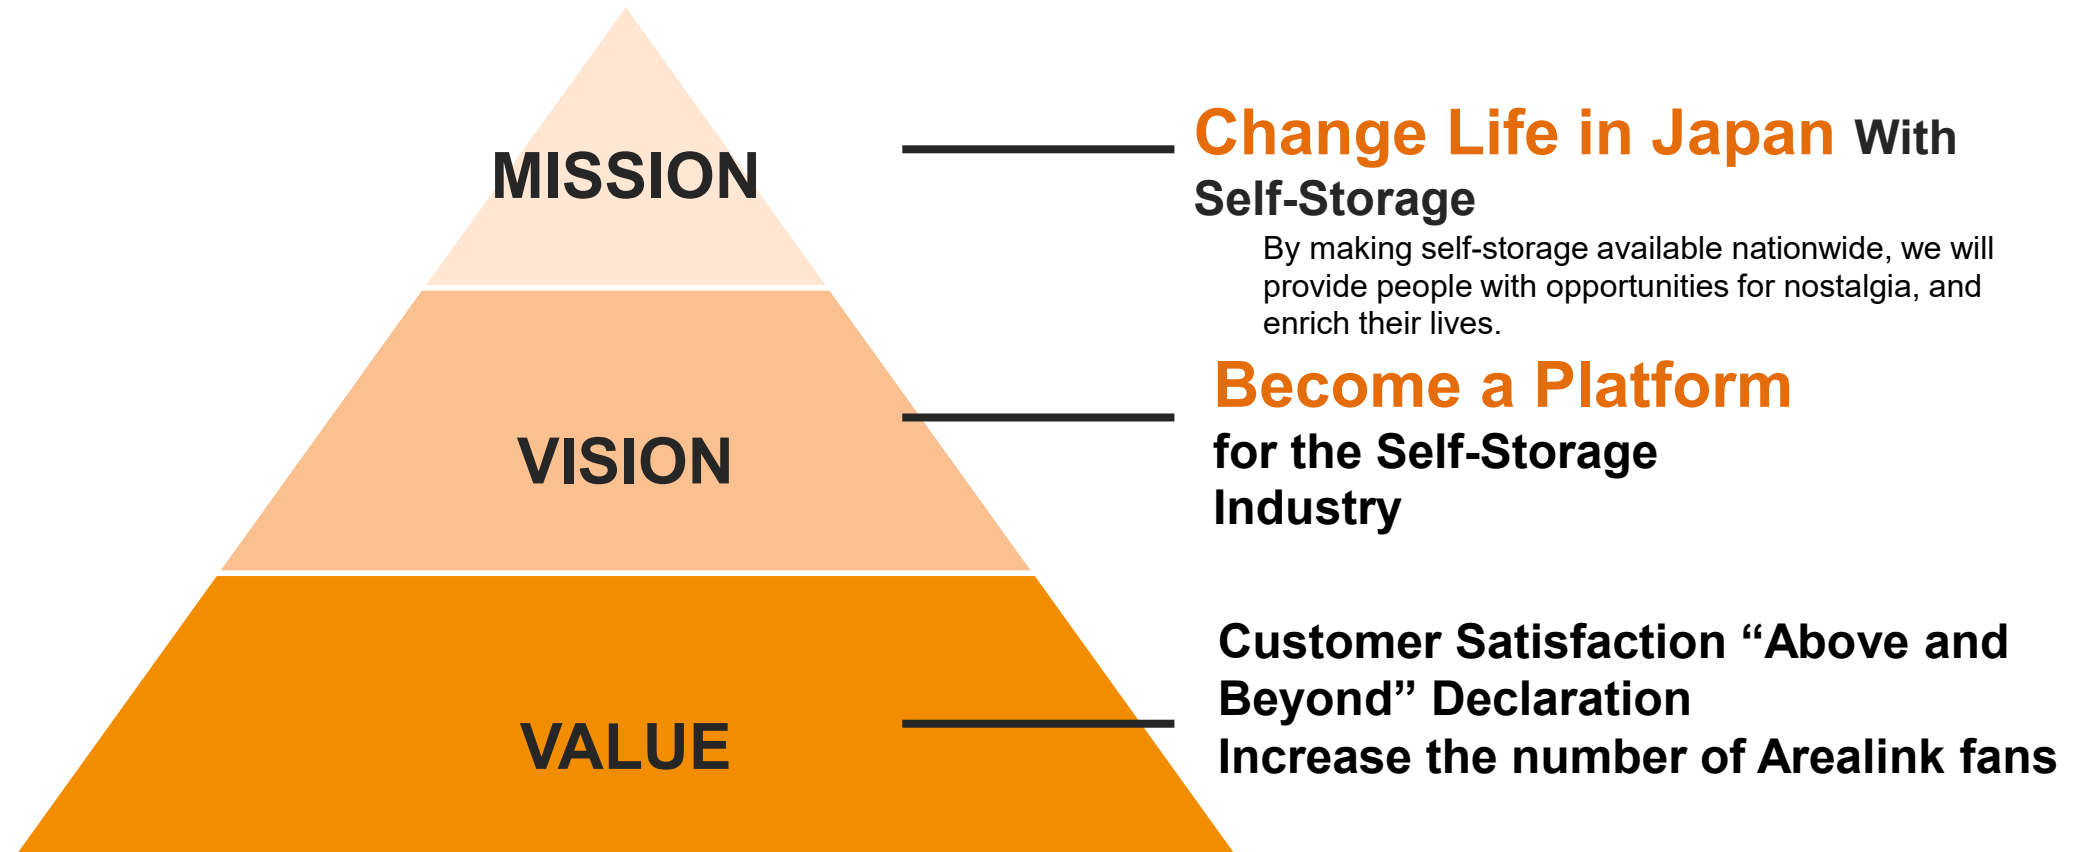 MISSION
Change Life in Japan With
Self-Storage
By making self-storage available nationwide, we will
provide people with opportunities for nostalgia, and
enrich their lives.
VISION
Become a Platform
for the Self-Storage
Industry
VALUE
Customer Satisfaction “Above and
Beyond” Declaration
Increase the number of Arealink fans